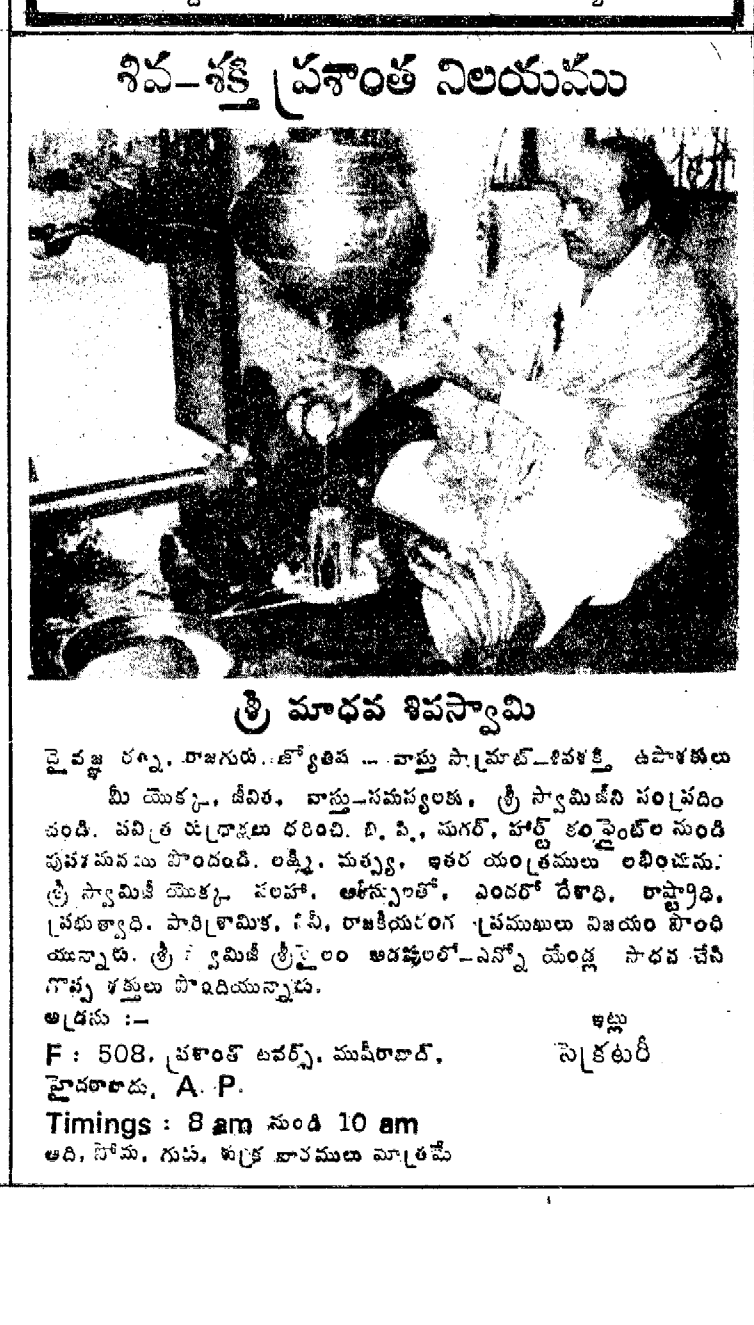 శివ-శక్తి ప్రశాంత నిలయము
శ్రీ మాధవ శివస్వామి
దైవజ్ఞ రత్న, రాజగురు, జ్యోతిష - వాస్తు సామ్రాట్-శివశక్తి ఉపాశకులు
మీ యొక్క, జీవిత, వాస్తు-సమస్యలకు, శ్రీ స్వామిజీని సంప్రదిం
చండి. పవిత్ర రుద్రాక్షలు ధరించి. బి. పి., షుగర్, హార్ట్ కంప్లైంట్‌ల నుండి
వుపశమనము పొందండి. లక్ష్మి, మత్స్య, ఇతర యంత్రములు లభించును.
శ్రీ స్వామిజీ యొక్క సలహా, ఆశీస్సులతో, ఎందరో దేశాధి, రాష్ట్రాధి,
ప్రభుత్వాధి. పారిశ్రామిక, సినీ, రాజకీయరంగ ప్రముఖులు విజయం పొంది
యున్నారు. శ్రీ స్వామిజీ శ్రీశైలం అడవులలో-ఎన్నో యేండ్ల సాధన చేసి
గొప్ప శక్తులు పొందియున్నారు.
అడ్రసు :-
ఇట్లు
F : 508, ప్రశాంత్ టవర్స్, ముషీరాబాద్,
సెక్రటరీ
హైదరాబాదు, A. P.
Timings : 8 am నుండి 10 am
ఆది, సోమ, గురు, శుక్ర వారములు మాత్రమే